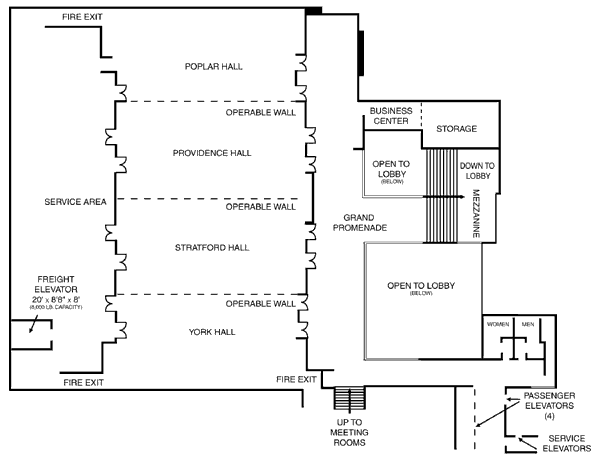 FIRE EXIT
POPLAR HALL
OPERABLE WALL
BUSINESS
CENTER
STORAGE
PROVIDENCE HALL
OPEN TO
LOBBY
(BELOW)
DOWN TO
LOBBY
MEZZANINE
SERVICE AREA
OPERABLE WALL
GRAND
PROMENADE
STRATFORD HALL
FREIGHT
ELEVATOR
20' x 8'8" x 8'
(6,000 LB. CAPACITY)
OPEN TO LOBBY
(BELOW)
OPERABLE WALL
YORK HALL
WOMEN
MEN
FIRE EXIT
FIRE EXIT
PASSENGER
ELEVATORS
(4)
UP TO
MEETING
ROOMS
SERVICE
ELEVATORS